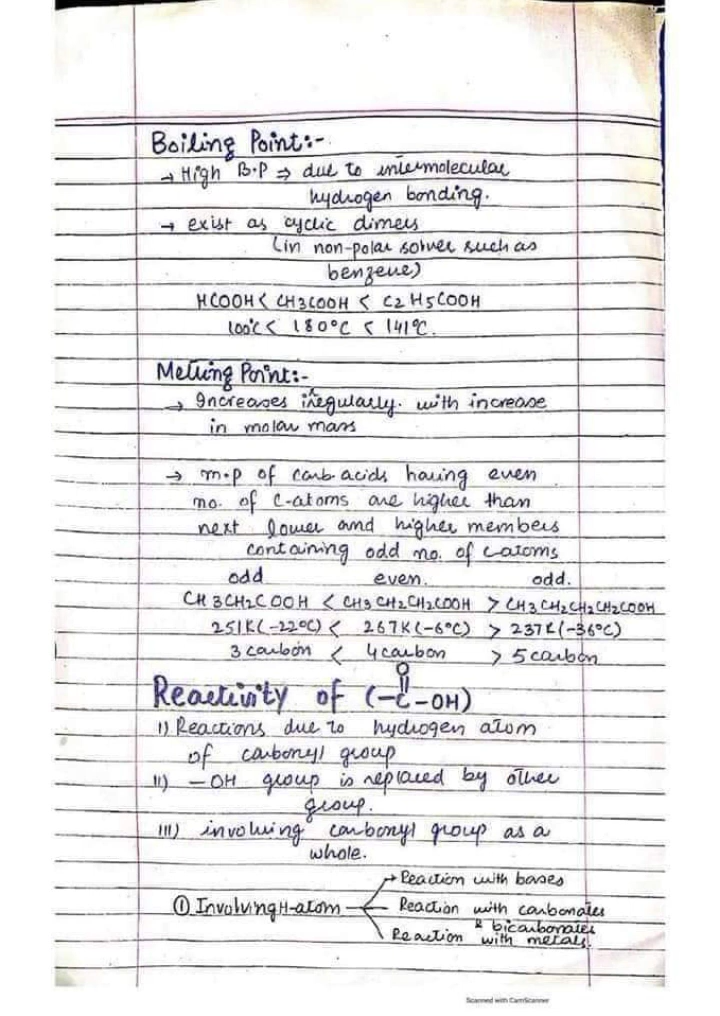 Boiling Point:-
→ High B.P ⇒ due to intermolecular
hydrogen bonding.
→ exist as cyclic dimers
(in non-polar solver such as
benzene)
HCOOH < CH3COOH < C2H5COOH
100°C < 180°C < 141°C.
Melting Point:-
→ Increases iregularly. with increase
in molar mass
→ m.p of carb. acids having even
no. of C-atoms are higher than
next lower and higher members
containing odd no. of c atoms
odd even. odd.
CH3CH2COOH < CH3CH2CH2COOH > CH3CH2CH2CH2COOH
251K(-22°C) < 267K(-6°C) > 237K(-36°C)
3 carbon < 4 carbon > 5 carbon
O
Reactivity of (-C-OH)
I) Reactions due to hydrogen atom
of carbonyl group
II) -OH group is replaced by other
group.
III) involving carbonyl group as a
whole.
→ Reaction with bases
① Involving H-atom Reaction with carbonates
& bicarbonates
Reaction with metals.
Scanned with CamScanner